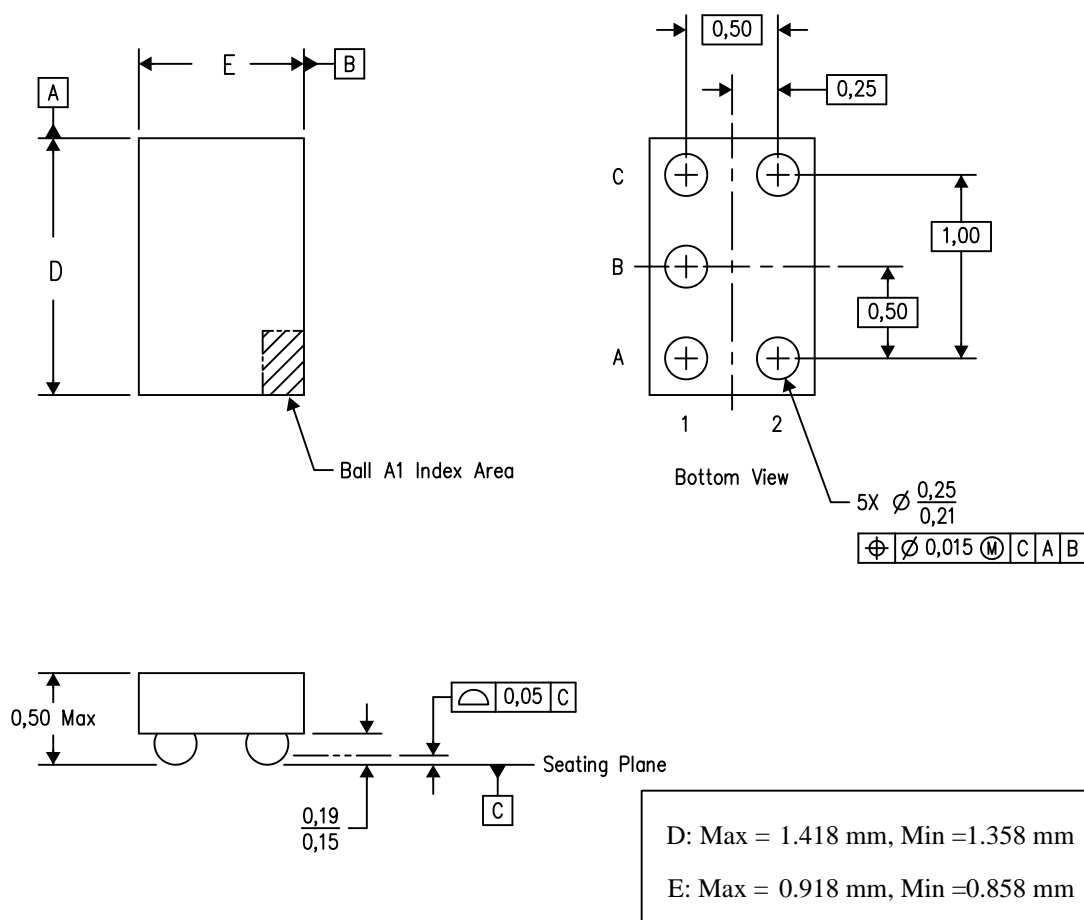 0,50
E
B
A
0,25
C
D
B
1,00
0,50
A
1
2
Ball A1 Index Area
Bottom View
5X Ø 0,25
0,21
⌖ Ø 0,015 Ⓜ C A B
⌓ 0,05 C
0,50 Max
Seating Plane
C
0,19
0,15
D: Max = 1.418 mm, Min =1.358 mm
E: Max = 0.918 mm, Min =0.858 mm